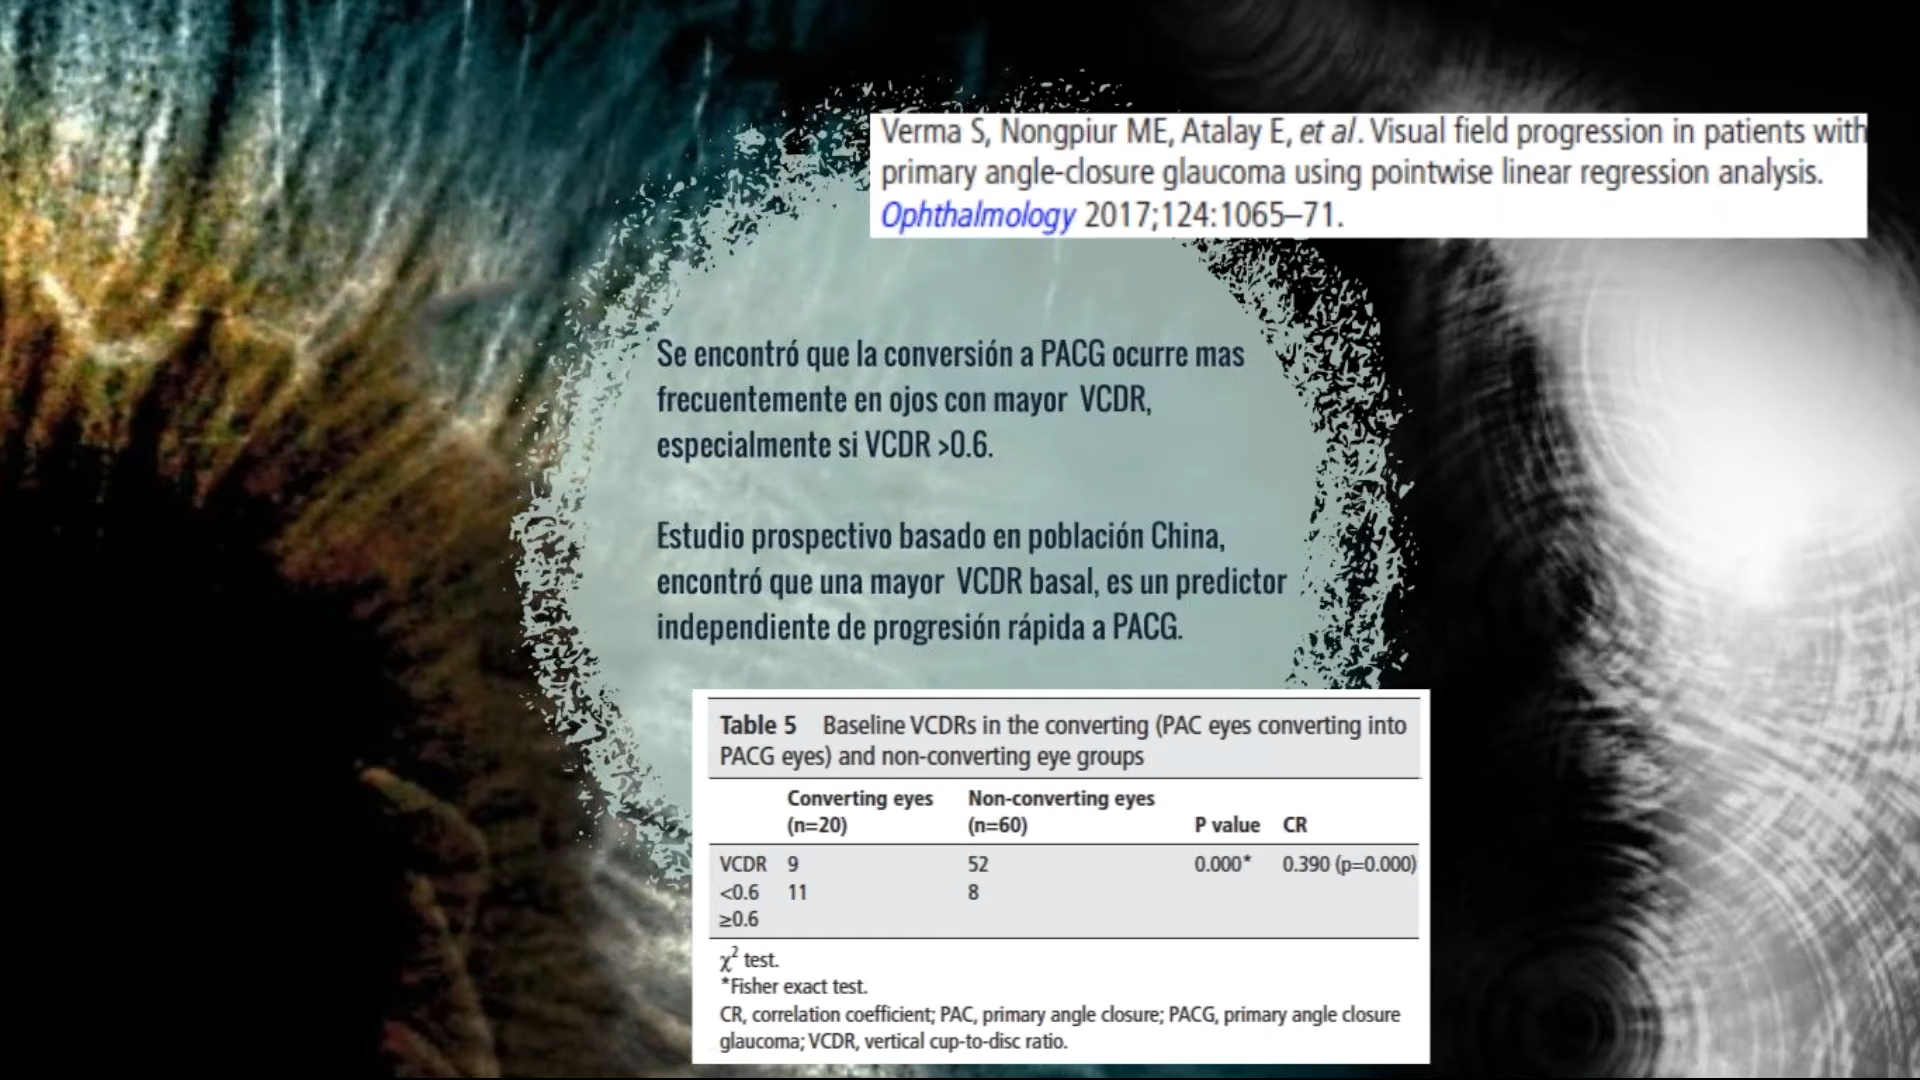 Verma S, Nongpiur ME, Atalay E, et al. Visual field progression in patients with
primary angle-closure glaucoma using pointwise linear regression analysis.
Ophthalmology 2017;124:1065–71.
Se encontró que la conversión a PACG ocurre mas
frecuentemente en ojos con mayor VCDR,
especialmente si VCDR >0.6.
Estudio prospectivo basado en población China,
encontró que una mayor VCDR basal, es un predictor
independiente de progresión rápida a PACG.
Table 5 Baseline VCDRs in the converting (PAC eyes converting into
PACG eyes) and non-converting eye groups
Converting eyes Non-converting eyes
(n=20) (n=60) P value CR
VCDR 9 52 0.000* 0.390 (p=0.000)
<0.6 11 8
≥0.6
χ² test.
*Fisher exact test.
CR, correlation coefficient; PAC, primary angle closure; PACG, primary angle closure
glaucoma; VCDR, vertical cup-to-disc ratio.